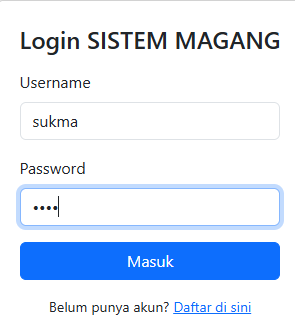 Login SISTEM MAGANG
Username
sukma
Password
••••
Masuk
Belum punya akun? Daftar di sini